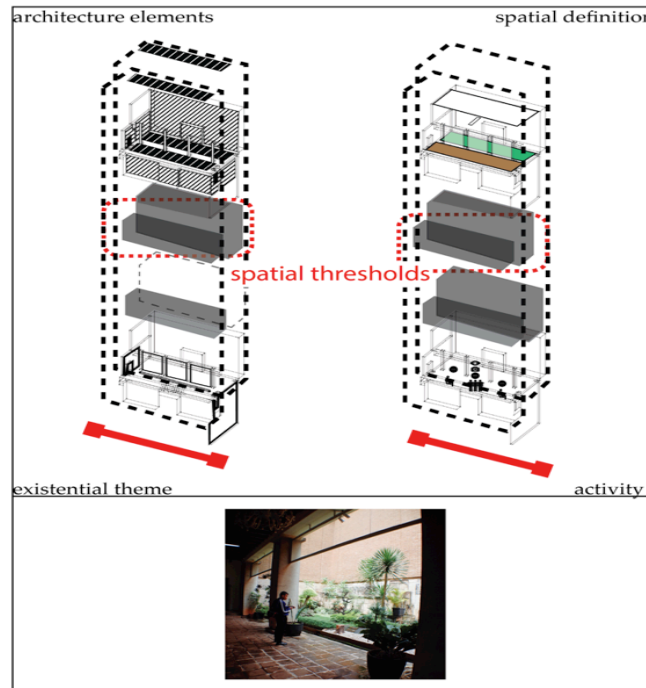 architecture elements
spatial definition
spatial thresholds
existential theme
activity